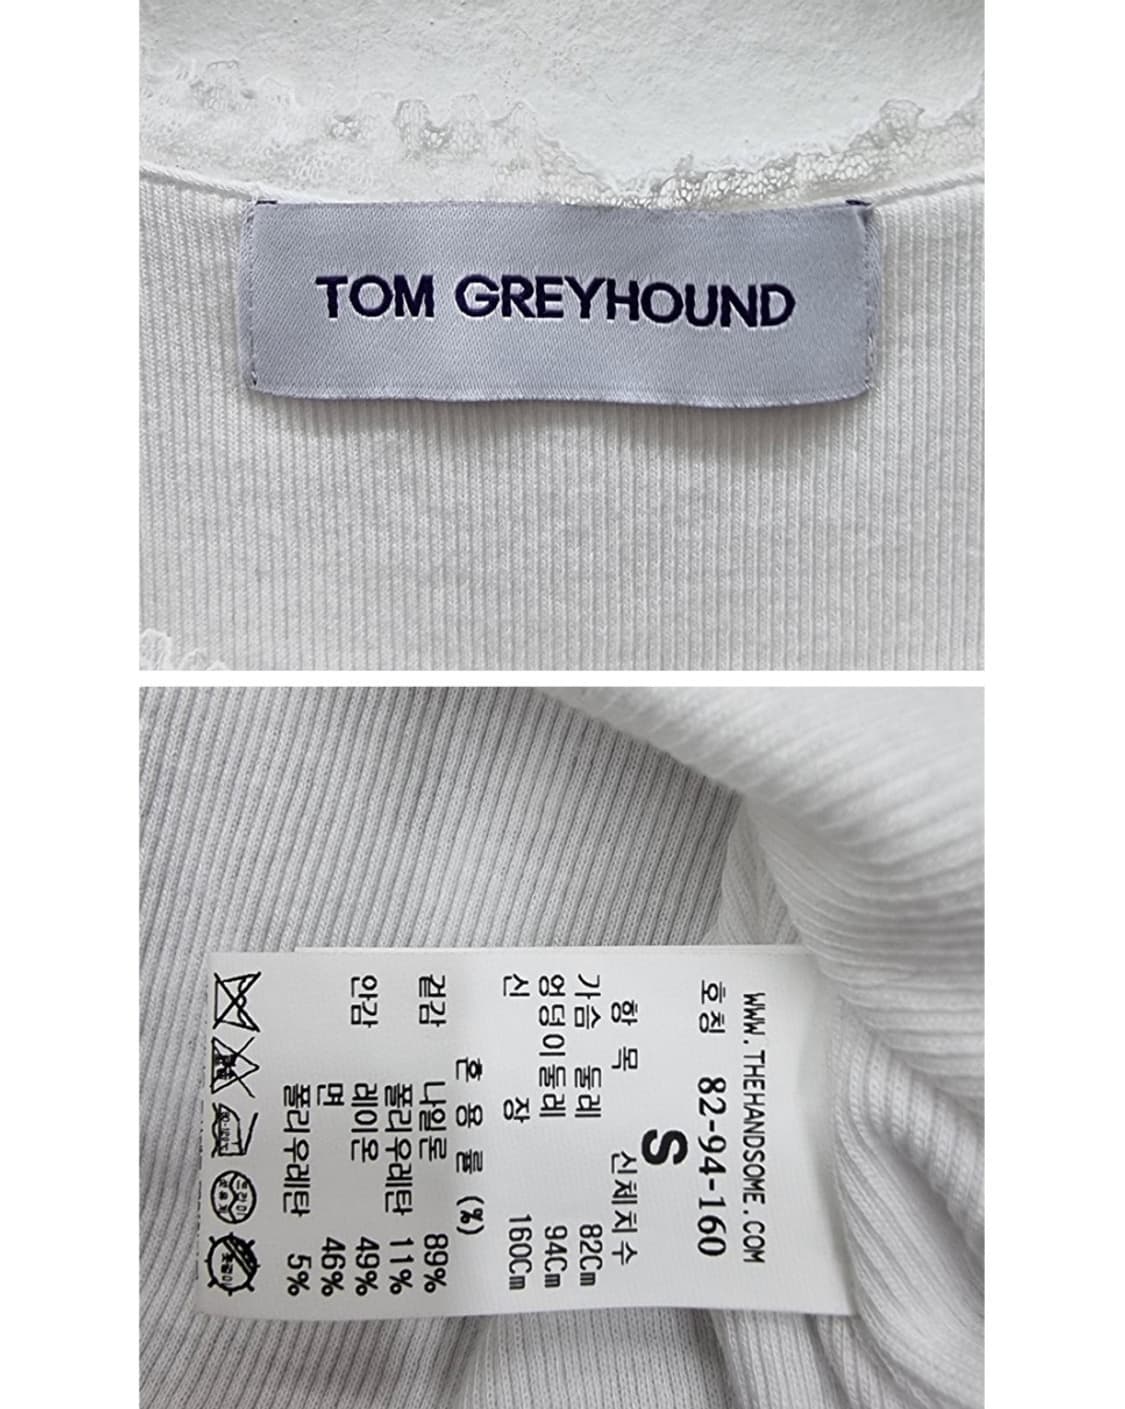 TOM GREYHOUND
WWW.THEHANDSOME.COM
호칭 82-94-160
S
항 목 신체치수
가슴 둘레 82Cm
엉덩이둘레 94Cm
신 장 160Cm
혼 용 률 (%)
겉감 나일론 89%
폴리우레탄 11%
안감 레이온 49%
면 46%
폴리우레탄 5%